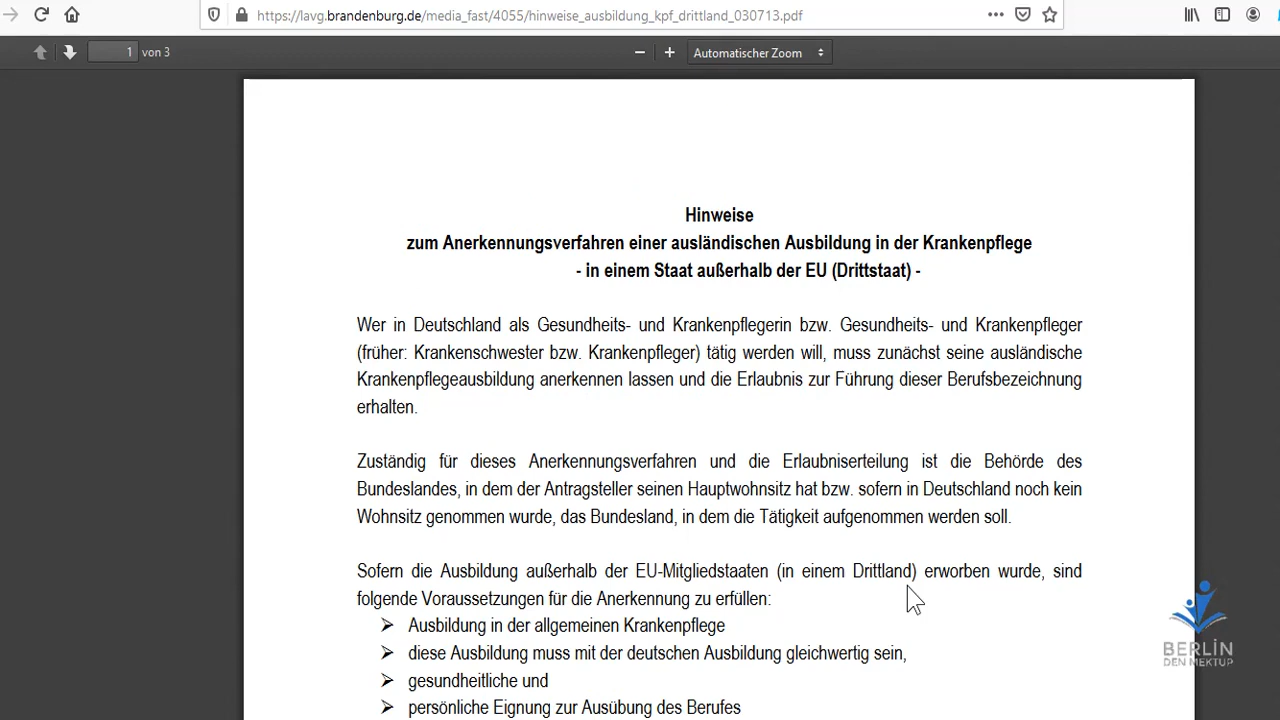 https://lavg.brandenburg.de/media_fast/4055/hinweise_ausbildung_kpf_drittland_030713.pdf
1 von 3
Automatischer Zoom
Hinweise
zum Anerkennungsverfahren einer ausländischen Ausbildung in der Krankenpflege
- in einem Staat außerhalb der EU (Drittstaat) -
Wer in Deutschland als Gesundheits- und Krankenpflegerin bzw. Gesundheits- und Krankenpfleger
(früher: Krankenschwester bzw. Krankenpfleger) tätig werden will, muss zunächst seine ausländische
Krankenpflegeausbildung anerkennen lassen und die Erlaubnis zur Führung dieser Berufsbezeichnung
erhalten.
Zuständig für dieses Anerkennungsverfahren und die Erlaubniserteilung ist die Behörde des
Bundeslandes, in dem der Antragsteller seinen Hauptwohnsitz hat bzw. sofern in Deutschland noch kein
Wohnsitz genommen wurde, das Bundesland, in dem die Tätigkeit aufgenommen werden soll.
Sofern die Ausbildung außerhalb der EU-Mitgliedstaaten (in einem Drittland) erworben wurde, sind
folgende Voraussetzungen für die Anerkennung zu erfüllen:
➢ Ausbildung in der allgemeinen Krankenpflege
➢ diese Ausbildung muss mit der deutschen Ausbildung gleichwertig sein,
➢ gesundheitliche und
➢ persönliche Eignung zur Ausübung des Berufes
BERLİN
DEN MEKTUP